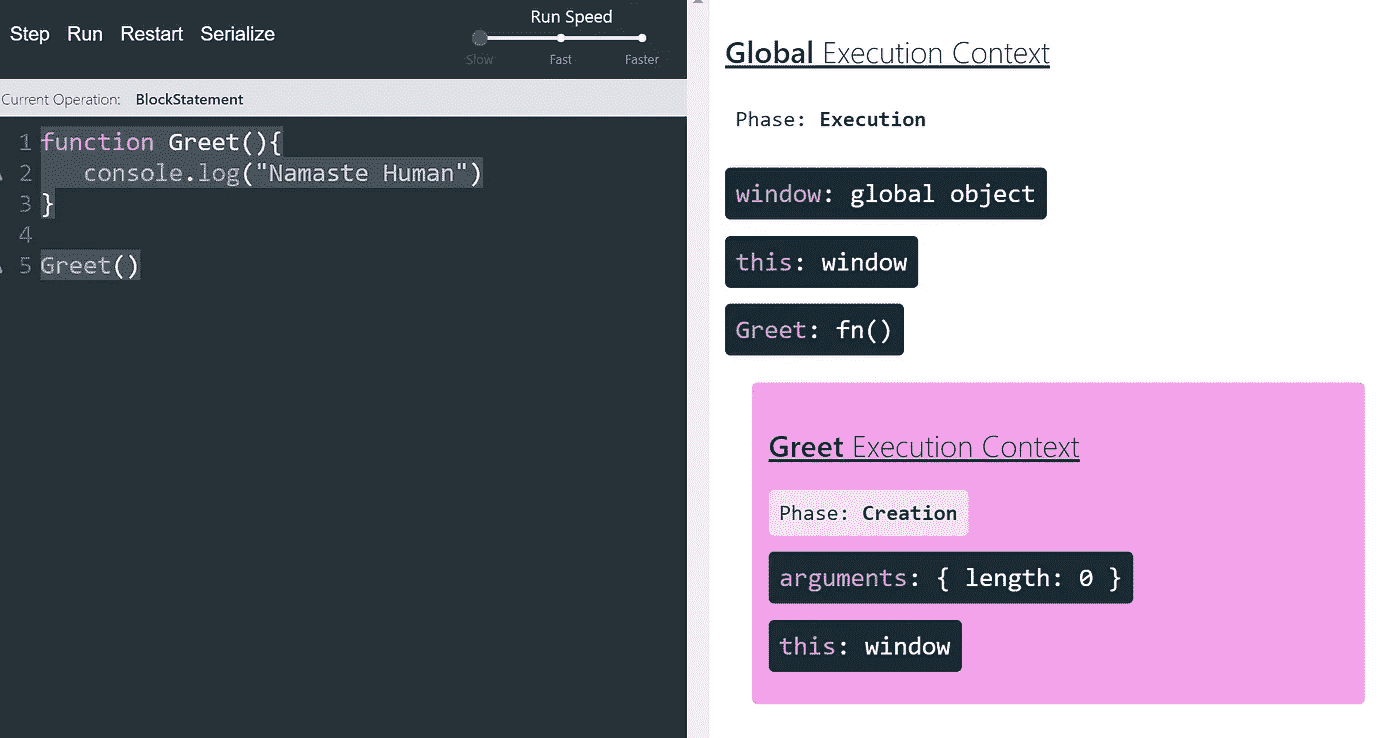 Step Run Restart Serialize
Run Speed
Slow Fast Faster
Current Operation: BlockStatement
1 function Greet(){
2 console.log("Namaste Human")
3 }
4
5 Greet()
Global Execution Context
Phase: Execution
window: global object
this: window
Greet: fn()
Greet Execution Context
Phase: Creation
arguments: { length: 0 }
this: window